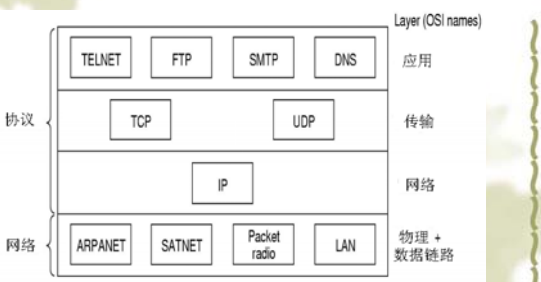 Layer (OSI names)
TELNET FTP SMTP DNS 应用
协议 TCP UDP 传输
IP 网络
网络 ARPANET SATNET Packet radio LAN 物理 +
数据链路